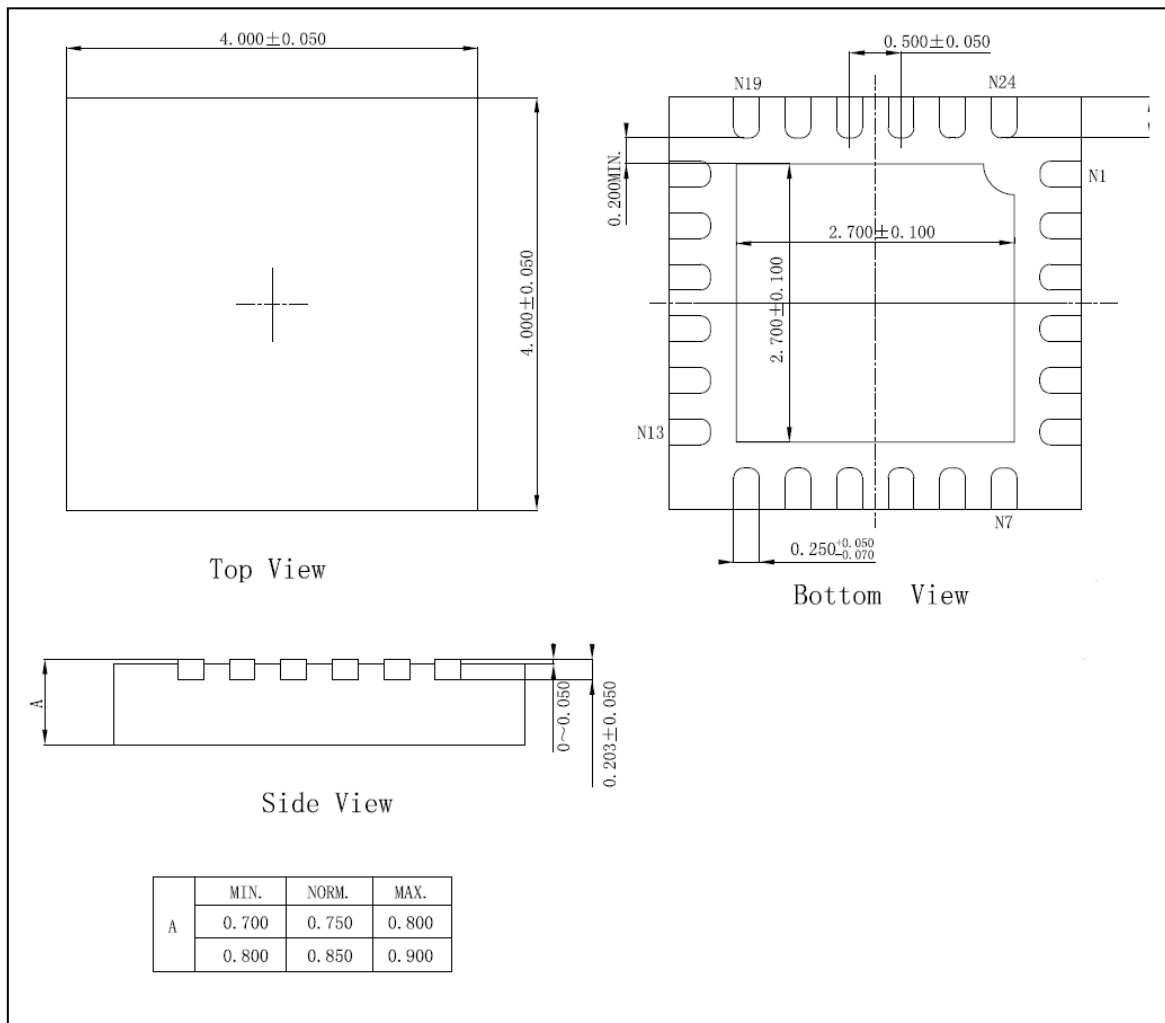 4.000±0.050
4.000±0.050
Top View
0.500±0.050
N19
N24
0.200MIN.
N1
2.700±0.100
2.700±0.100
N13
N7
0.250+0.050
-0.070
Bottom View
A
0~0.050
0.203±0.050
Side View
A
MIN. NORM. MAX.
0.700 0.750 0.800
0.800 0.850 0.900